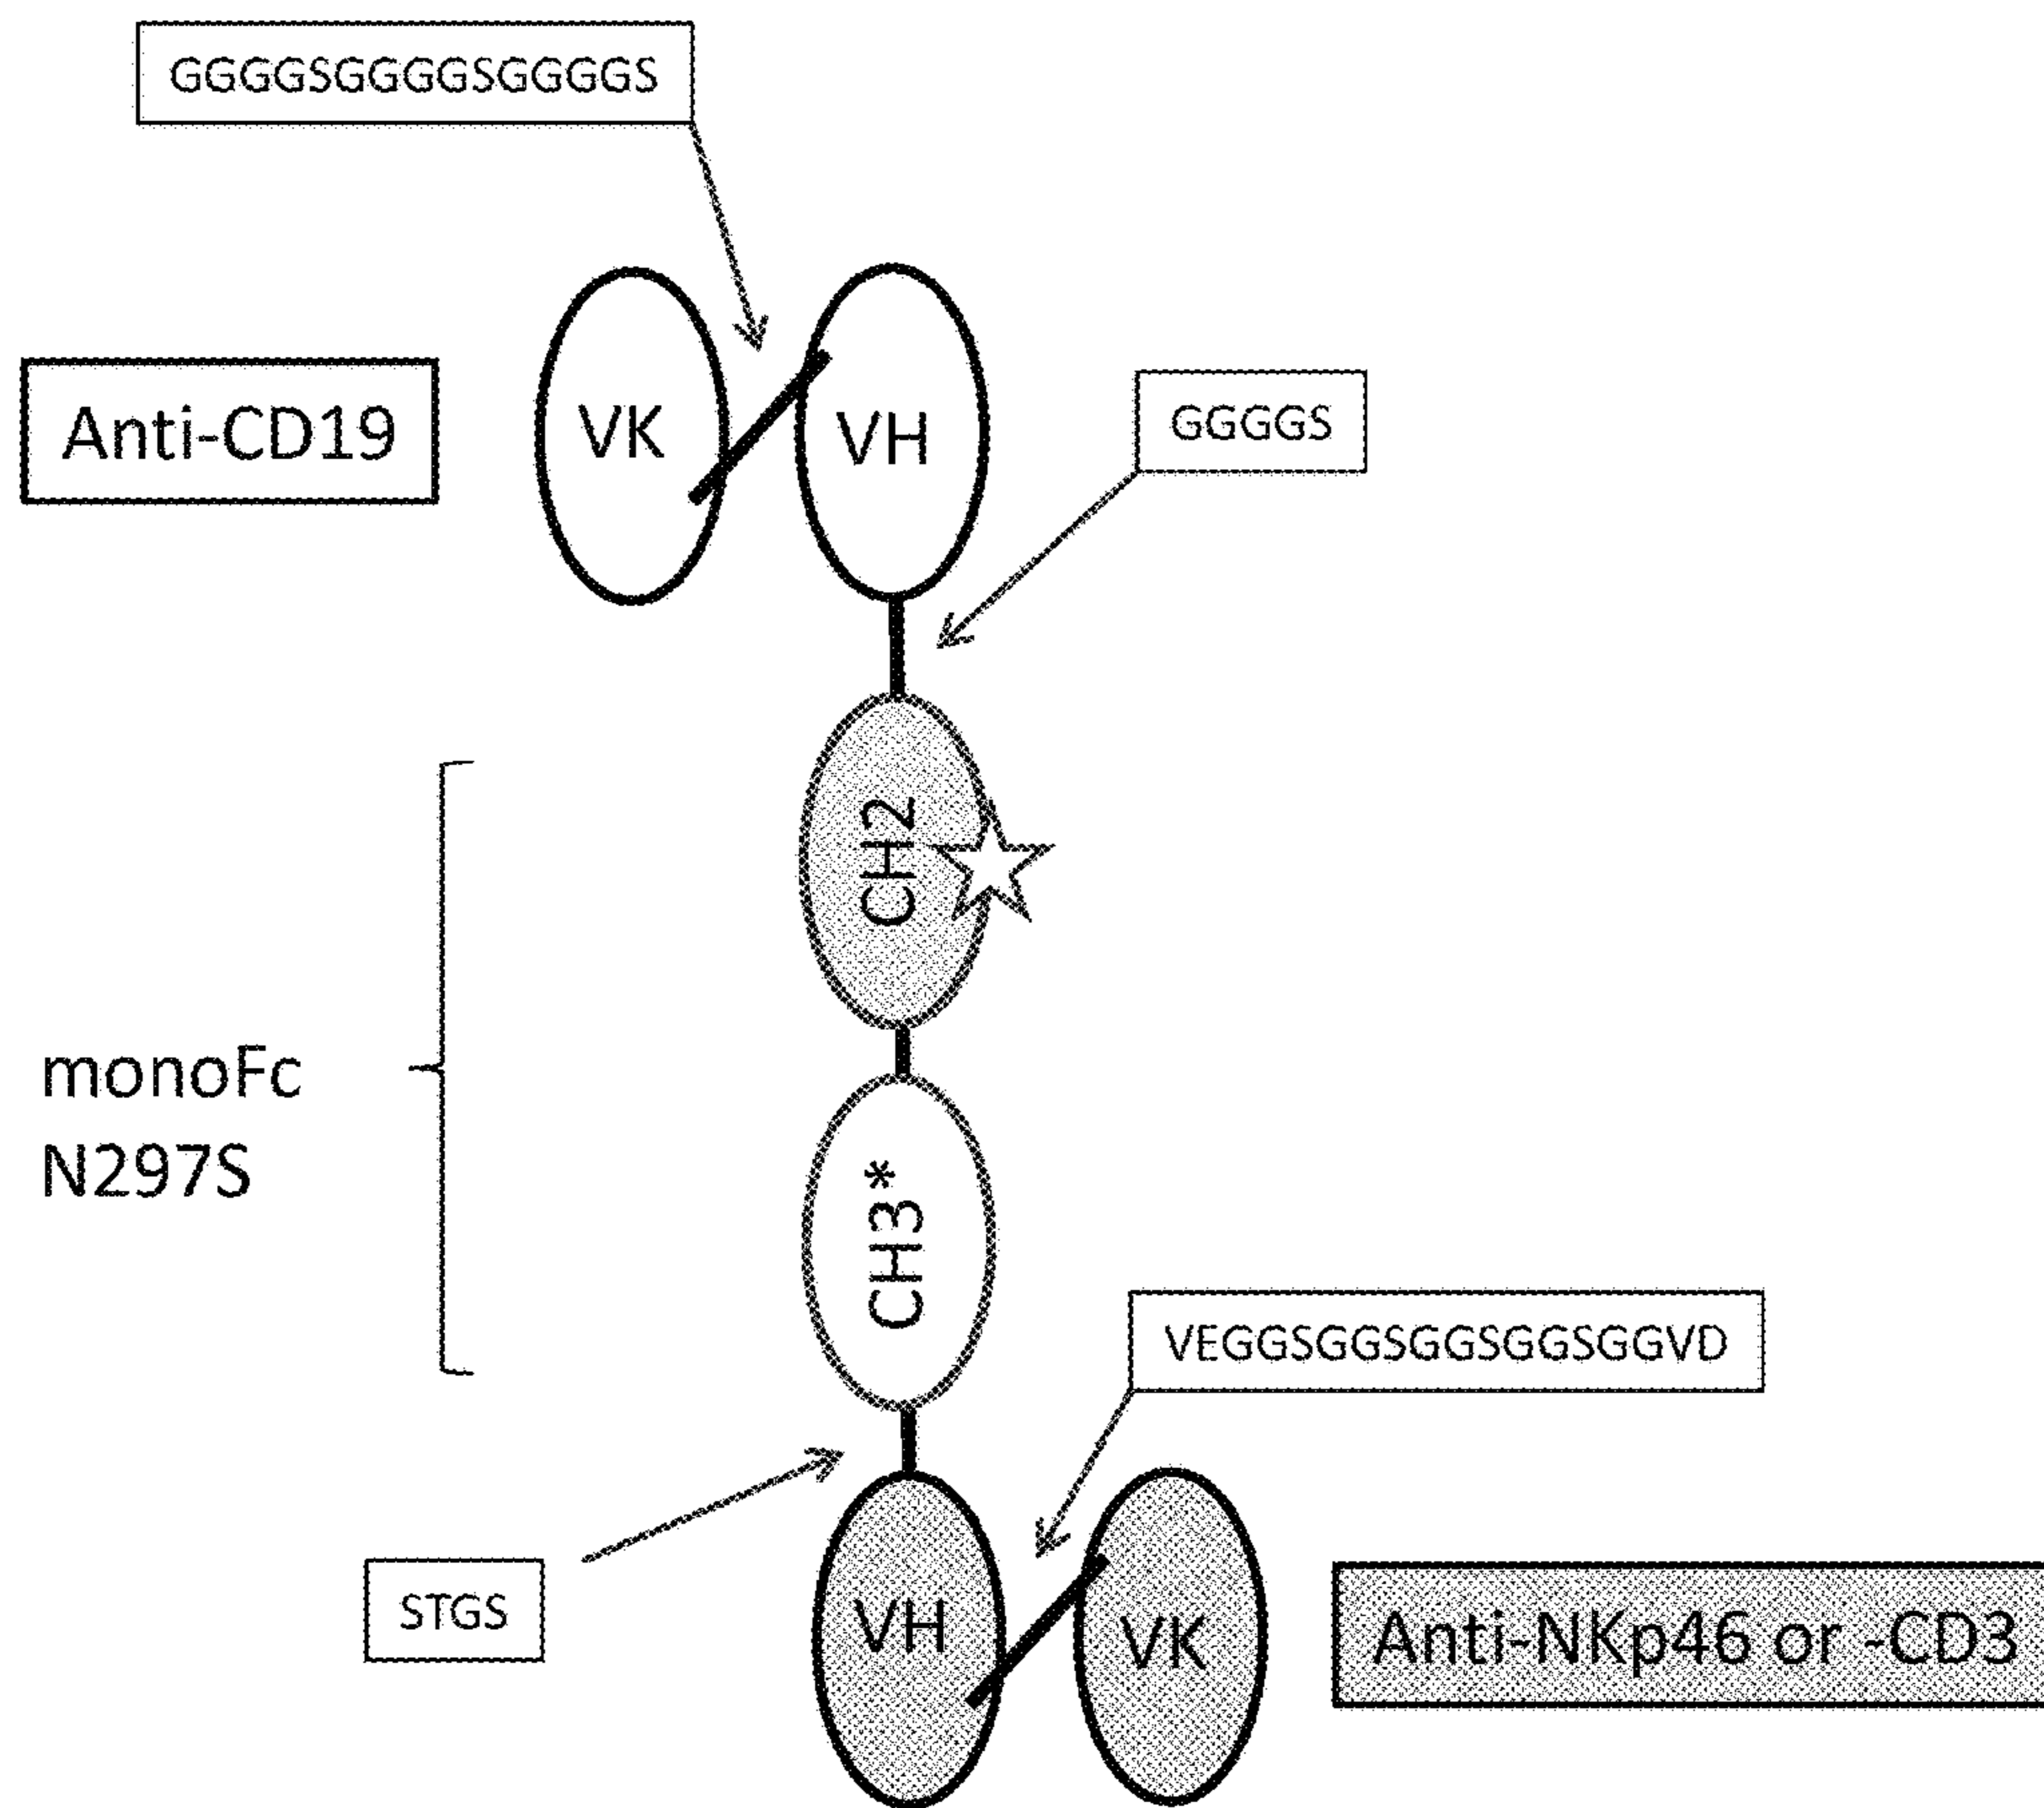 GGGGSGGGGSGGGGS
Anti-CD19
VK
VH
GGGGS
CH2
monoFc
N297S
CH3*
VEGGSGGSGGSGGSGGVD
STGS
VH
VK
Anti-NKp46 or -CD3